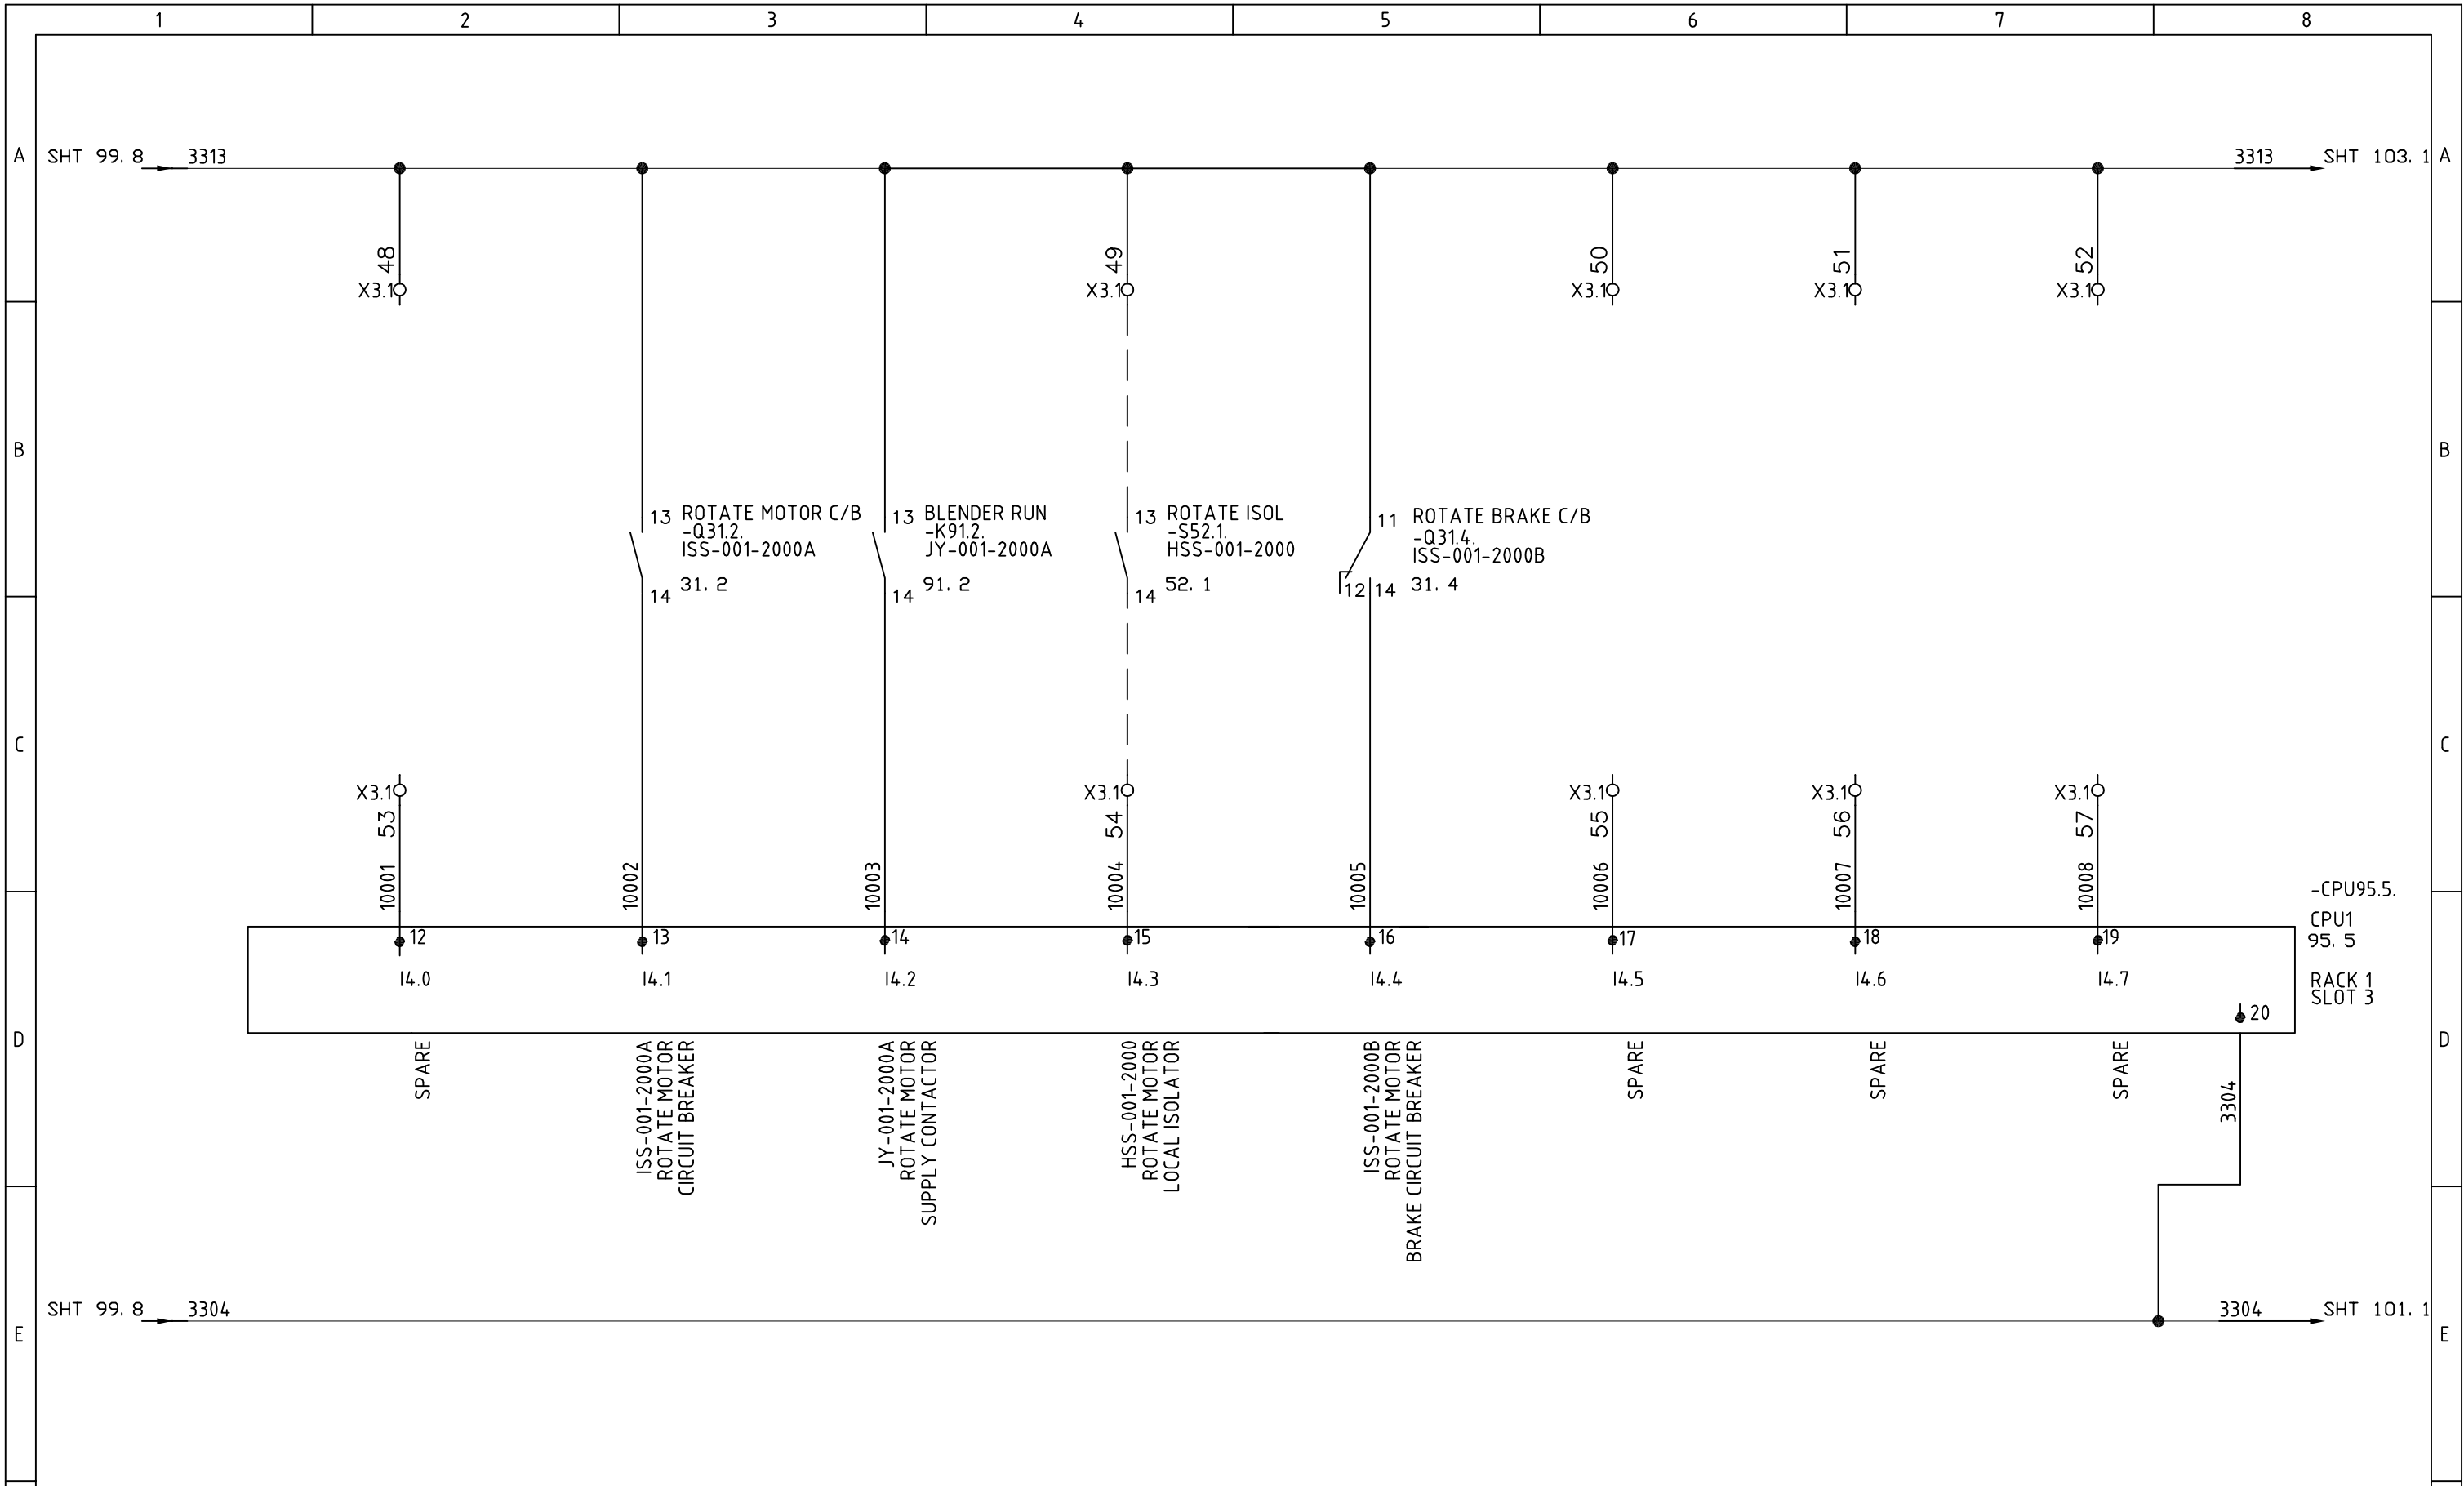 1 2 3 4 5 6 7 8
A SHT 99. 8 3313 3313 SHT 103. 1 A
48 49 50 51 52
X3.1 X3.1 X3.1 X3.1 X3.1
B B
13 ROTATE MOTOR C/B
-Q31.2.
ISS-001-2000A
14 31. 2
13 BLENDER RUN
-K91.2.
JY-001-2000A
14 91. 2
13 ROTATE ISOL
-S52.1.
HSS-001-2000
14 52. 1
11 ROTATE BRAKE C/B
-Q31.4.
ISS-001-2000B
12 14 31. 4
C C
X3.1 X3.1 X3.1 X3.1 X3.1
53 54 55 56 57
10001 10002 10003 10004 10005 10006 10007 10008
-CPU95.5.
CPU1
95. 5
12 13 14 15 16 17 18 19
I4.0 I4.1 I4.2 I4.3 I4.4 I4.5 I4.6 I4.7
RACK 1
SLOT 3
20
D D
SPARE
ISS-001-2000A
ROTATE MOTOR
CIRCUIT BREAKER
JY-001-2000A
ROTATE MOTOR
SUPPLY CONTACTOR
HSS-001-2000
ROTATE MOTOR
LOCAL ISOLATOR
ISS-001-2000B
ROTATE MOTOR
BRAKE CIRCUIT BREAKER
SPARE
SPARE
SPARE
3304
SHT 99. 8 3304 3304 SHT 101. 1
E E